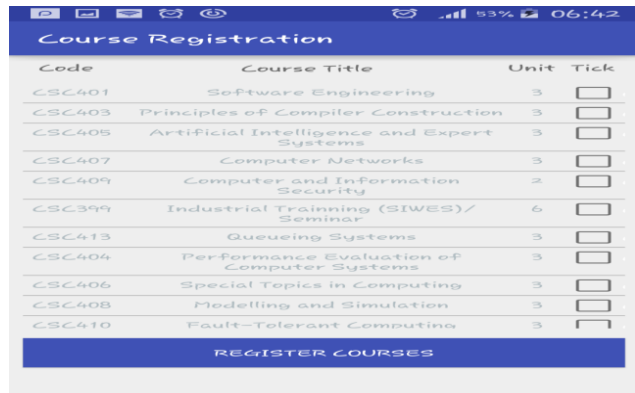 53% 06:42
Course Registration
Code Course Title Unit Tick
CSC401 Software Engineering 3
CSC403 Principles of Compiler Construction 3
CSC405 Artificial Intelligence and Expert 3
Systems
CSC407 Computer Networks 3
CSC409 Computer and Information 2
Security
CSC399 Industrial Trainning (SIWES)/ 6
Seminar
CSC413 Queueing Systems 3
CSC404 Performance Evaluation of 3
Computer Systems
CSC406 Special Topics in Computing 3
CSC408 Modelling and Simulation 3
CSC410 Fault-Tolerant Computing 3
REGISTER COURSES